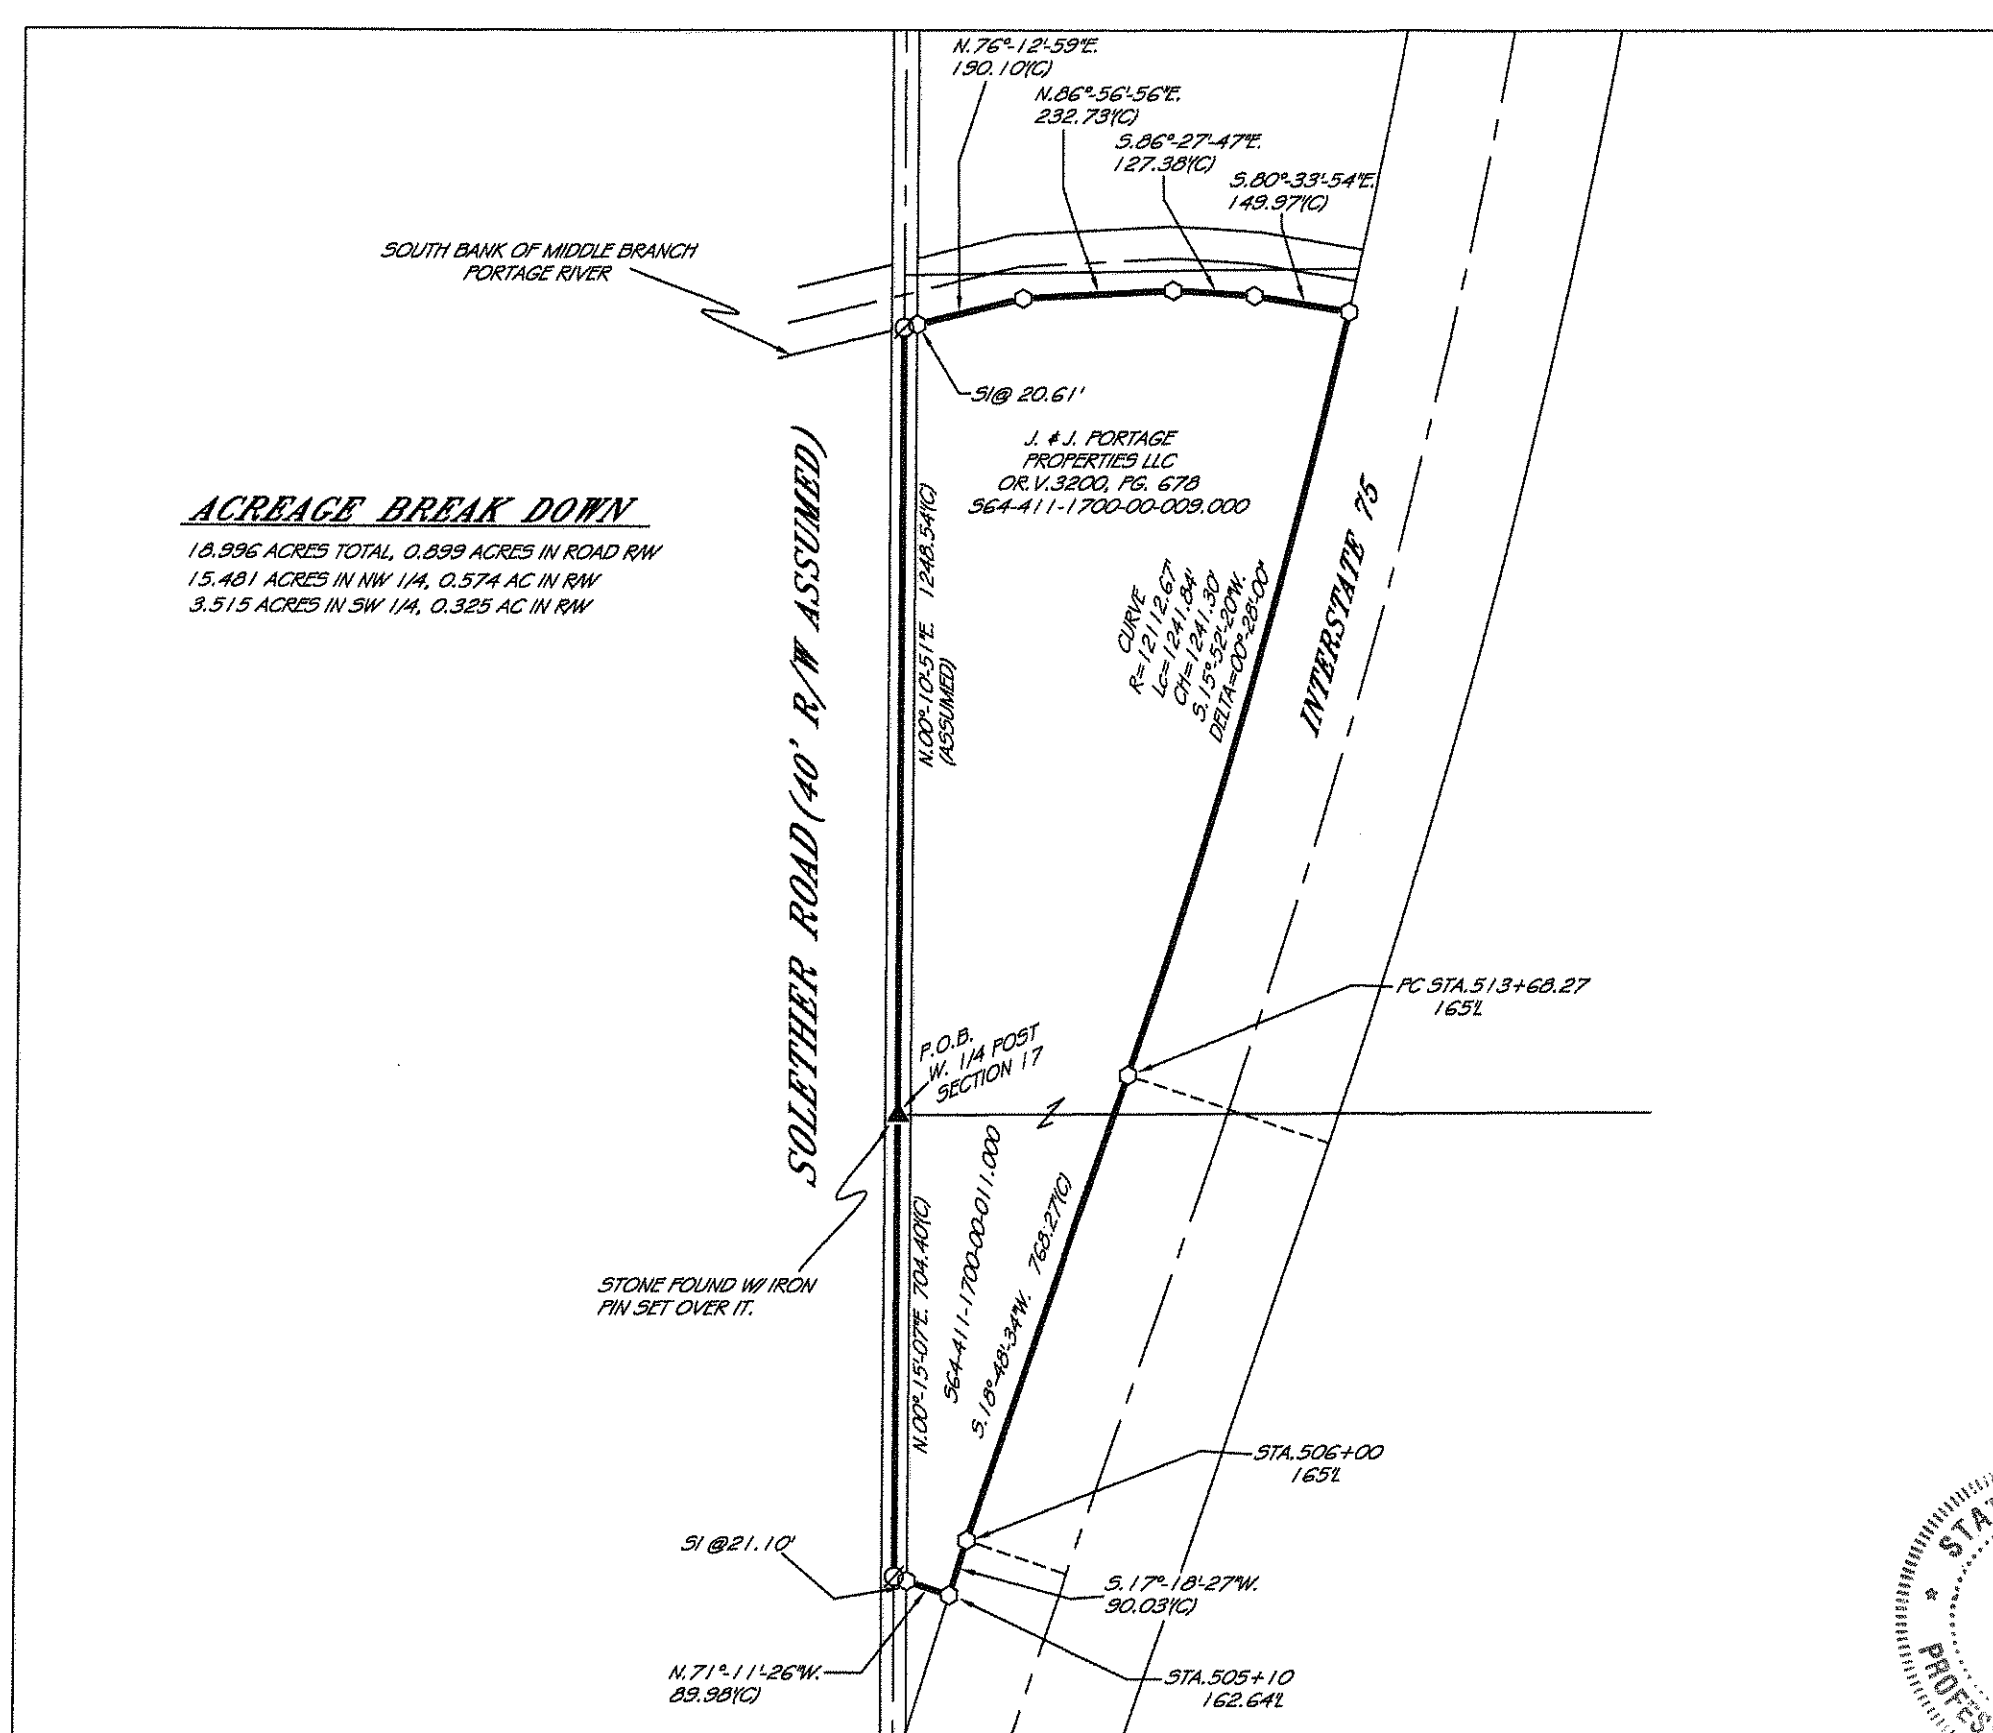 N.76°-12'-59"E.
190.10'(C)
N.86°-56'-56"E.
232.73'(C)
S.86°-27'-47"E.
127.38'(C)
S.80°-33'-54"E.
149.97'(C)
SOUTH BANK OF MIDDLE BRANCH
PORTAGE RIVER
SI@ 20.61'
J. & J. PORTAGE
PROPERTIES LLC
OR.V.3200, PG. 678
S64-411-1700-00-009.000
ACREAGE BREAK DOWN
18.996 ACRES TOTAL, 0.899 ACRES IN ROAD R/W
15.481 ACRES IN NW 1/4, 0.574 AC IN R/W
3.515 ACRES IN SW 1/4, 0.325 AC IN R/W
SOLETHER ROAD (40' R/W ASSUMED)
N.00°-10'-51"E. 1248.54'(C)
(ASSUMED)
CURVE
R=12112.67'
Lc=1241.84'
CH=1241.30'
S.15°-52'-20"W.
DELTA=00°-28'-00"
INTERSTATE 75
PC STA.513+68.27
165'L
P.O.B.
W. 1/4 POST
SECTION 17
STONE FOUND W/ IRON
PIN SET OVER IT.
N.00°-15'-07"E. 704.40'(C)
S64-411-1700-00-011.000
S.18°-48'-34"W. 768.27'(C)
STA.506+00
165'L
SI @21.10'
S.17°-18'-27"W.
90.03'(C)
N.71°-11'-26"W.
89.98'(C)
STA.505+10
162.64'L